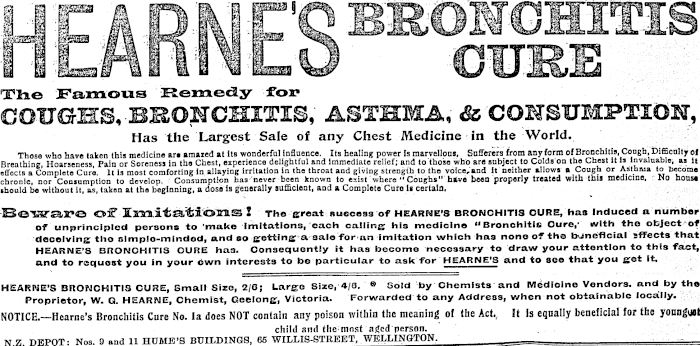 HEARNE'S BRONCHITIS
CURE
The Famous Remedy for
COUGHS, BRONCHITIS, ASTHMA, & CONSUMPTION,
Has the Largest Sale of any Chest Medicine in the World.
Those who have taken this medicine are amazed at its wonderful influence. Its healing power is marvellous. Sufferers from any form of Bronchitis, Cough, Difficulty of
Breathing, Hoarseness, Pain or Soreness in the Chest, experience delightful and immediate relief; and to those who are subject to Colds on the Chest it is invaluable, as it
effects a Complete Cure. It is most comforting in allaying irritation in the throat and giving strength to the voice, and it neither allows a Cough or Asthma to become
chronic, nor Consumption to develop. Consumption has never been known to exist where "Coughs" have been properly treated with this medicine. No house
should be without it, as, taken at the beginning, a dose is generally sufficient, and a Complete Cure is certain.
Beware of Imitations! The great success of HEARNE'S BRONCHITIS CURE, has induced a number
of unprincipled persons to make imitations, each calling his medicine "Bronchitis Cure," with the object of
deceiving the simple-minded, and so getting a sale for an imitation which has none of the beneficial effects that
HEARNE'S BRONCHITIS CURE has. Consequently it has become necessary to draw your attention to this fact,
and to request you in your own interests to be particular to ask for HEARNE'S and to see that you get it.
HEARNE'S BRONCHITIS CURE, Small Size, 2/6; Large Size, 4/6. Sold by Chemists and Medicine Vendors. and by the
Proprietor, W. G. HEARNE, Chemist, Geelong, Victoria. Forwarded to any Address, when not obtainable locally.
NOTICE.—Hearne's Bronchitis Cure No. 1a does NOT contain any poison within the meaning of the Act. It is equally beneficial for the youngest
child and the most aged person.
N.Z. DEPOT: Nos. 9 and 11 HUME'S BUILDINGS, 65 WILLIS-STREET, WELLINGTON.